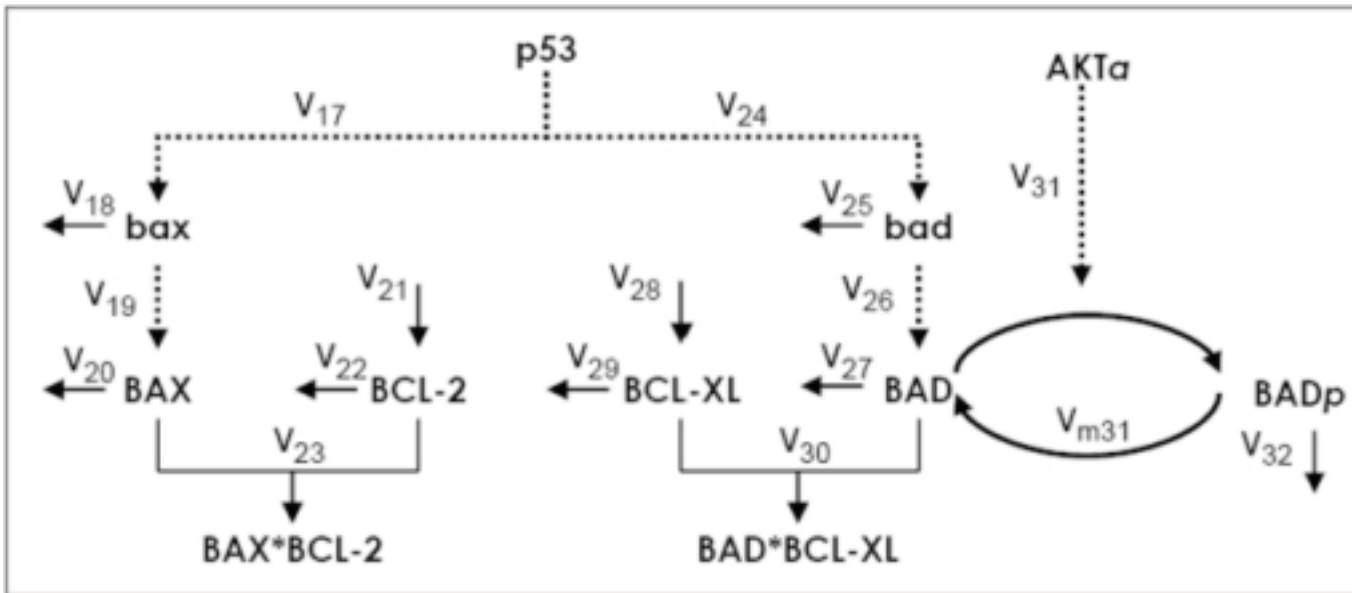 p53
AKTa
V17
V24
V31
V18
bax
V25
bad
V19
V21
V28
V26
V20
BAX
V22
BCL-2
V29
BCL-XL
V27
BAD
BADp
V23
V30
Vm31
V32
BAX*BCL-2
BAD*BCL-XL